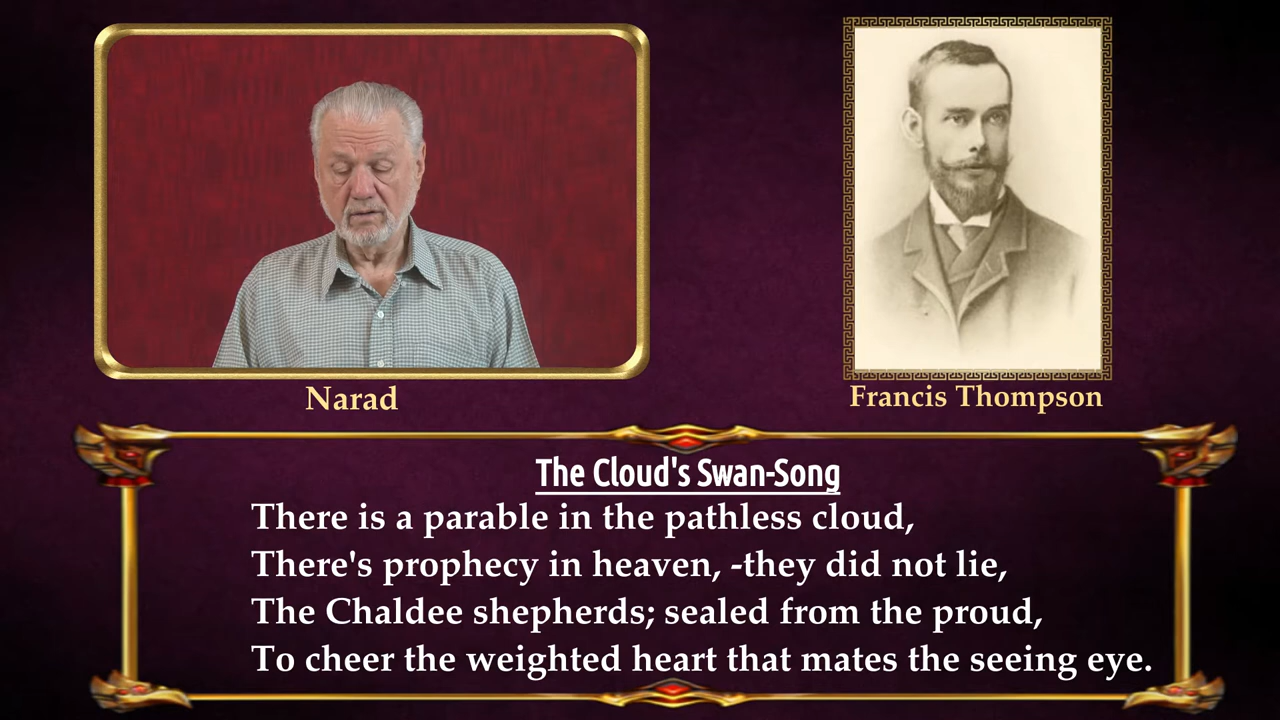 Narad
Francis Thompson
The Cloud's Swan-Song
There is a parable in the pathless cloud,
There's prophecy in heaven, -they did not lie,
The Chaldee shepherds; sealed from the proud,
To cheer the weighted heart that mates the seeing eye.